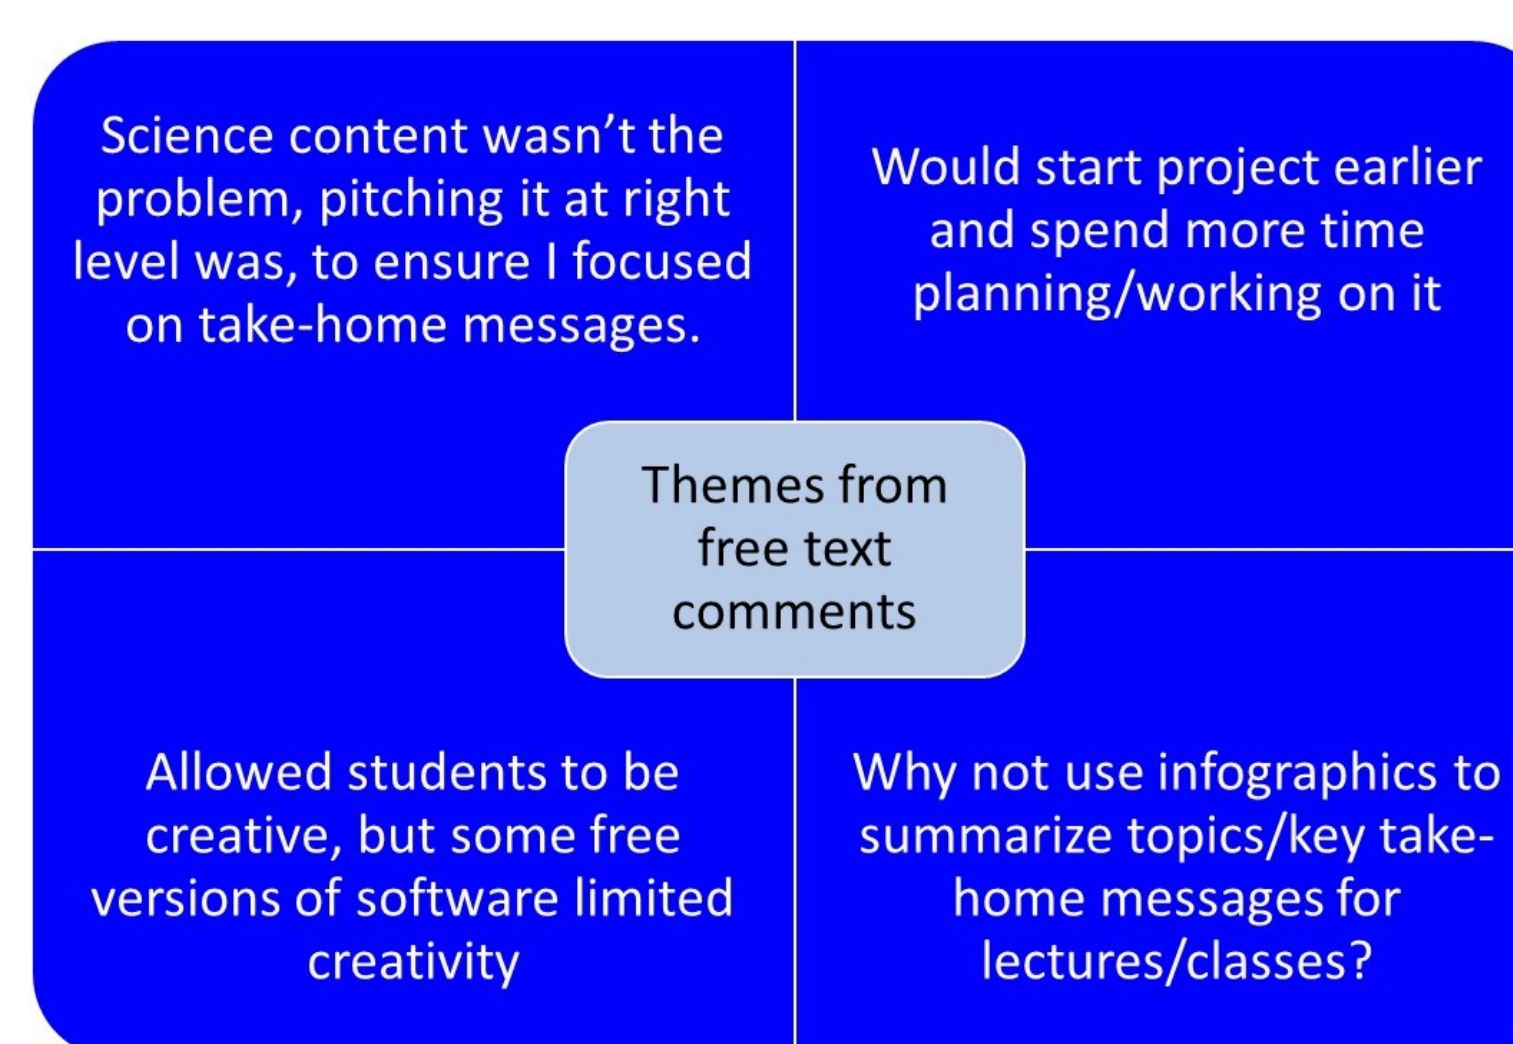 Science content wasn’t the
problem, pitching it at right
level was, to ensure I focused
on take-home messages.
Would start project earlier
and spend more time
planning/working on it
Themes from
free text
comments
Allowed students to be
creative, but some free
versions of software limited
creativity
Why not use infographics to
summarize topics/key take-
home messages for
lectures/classes?